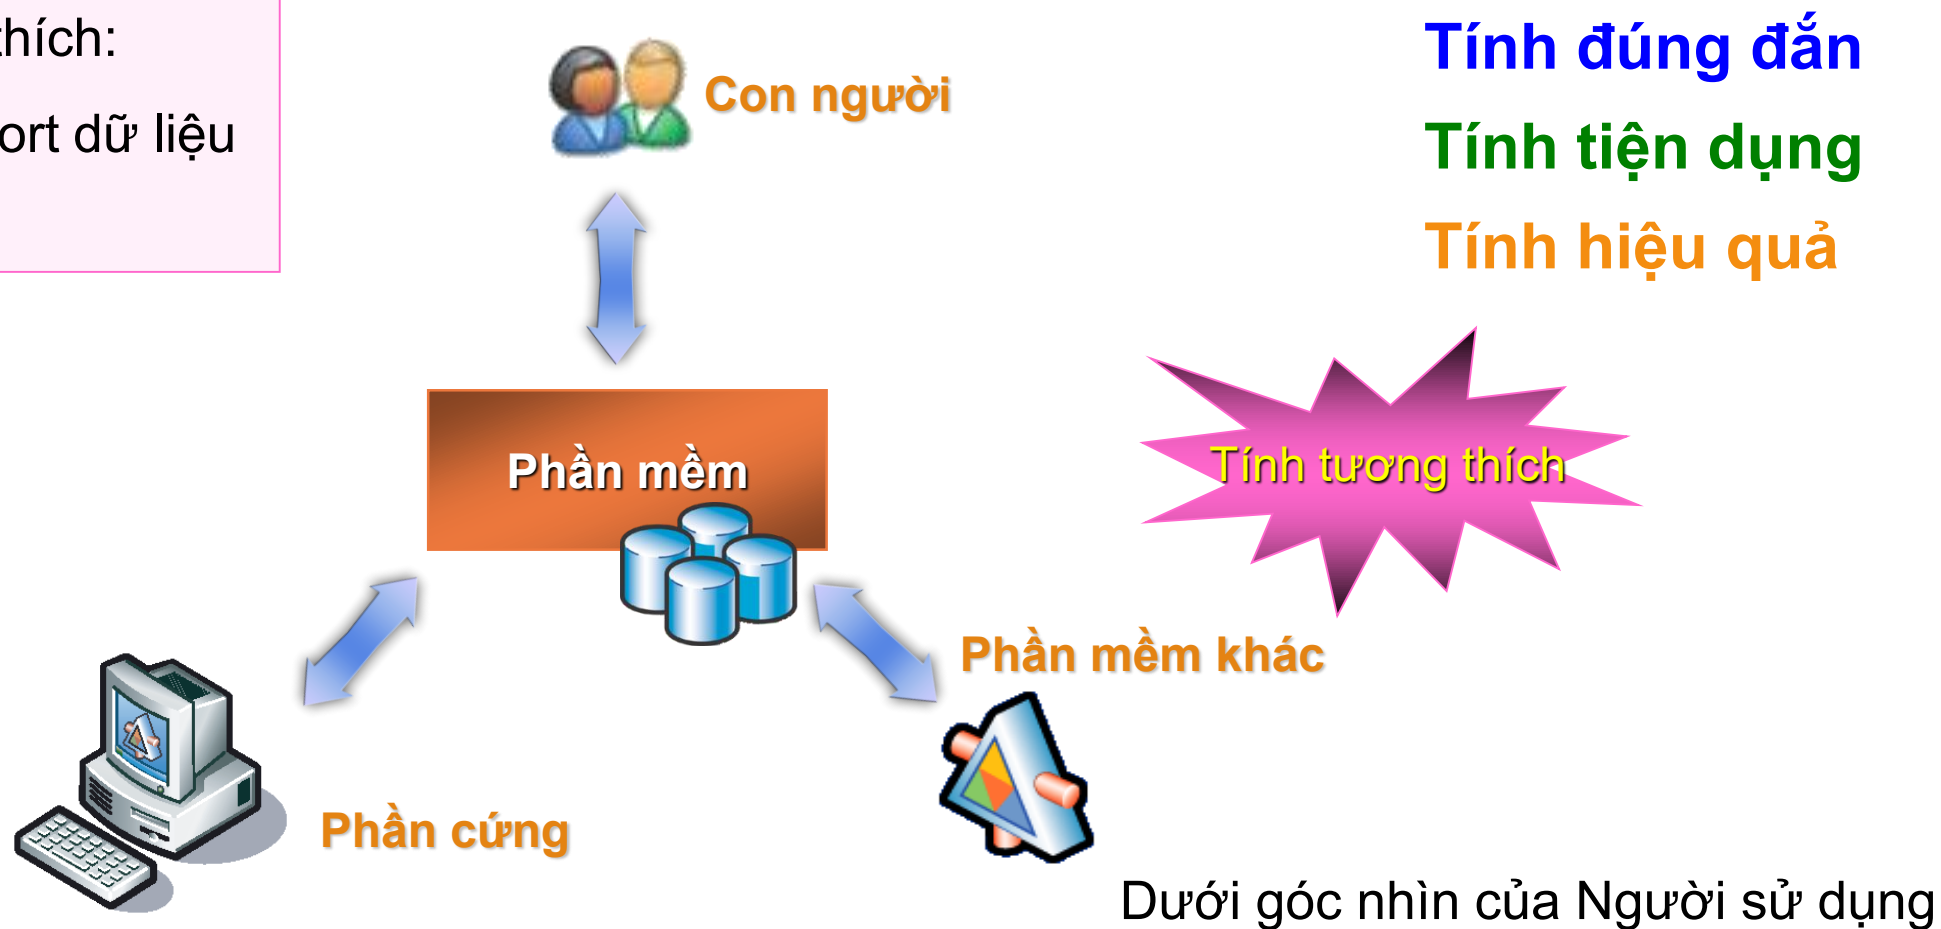 thích:
ort dữ liệu
Con người
Tính đúng đắn
Tính tiện dụng
Tính hiệu quả
Phần mềm
Tính tương thích
Phần mềm khác
Phần cứng
Dưới góc nhìn của Người sử dụng